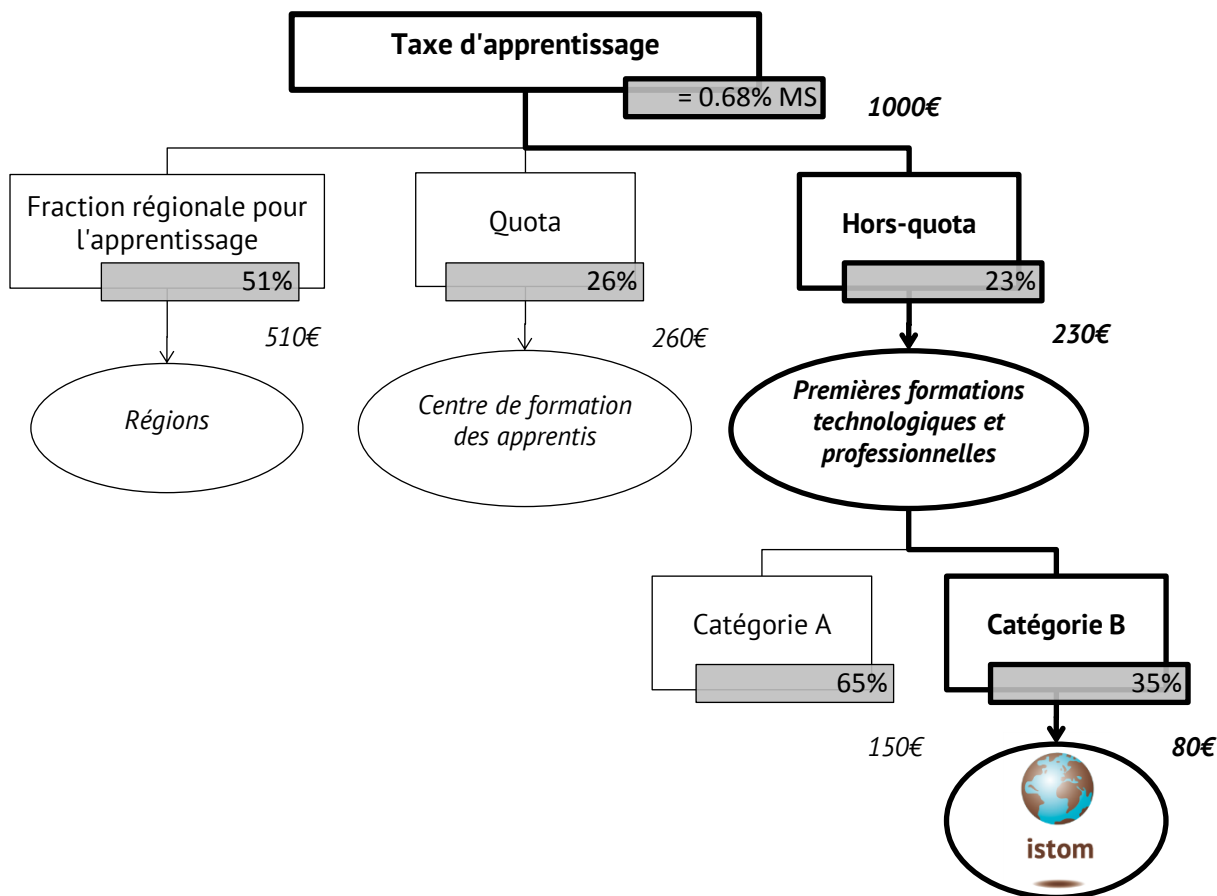 Taxe d'apprentissage
= 0.68% MS
1000€
Fraction régionale pour
l'apprentissage
51%
510€
Quota
26%
260€
Hors-quota
23%
230€
Régions
Centre de formation
des apprentis
Premières formations
technologiques et
professionnelles
Catégorie A
65%
150€
Catégorie B
35%
80€
istom